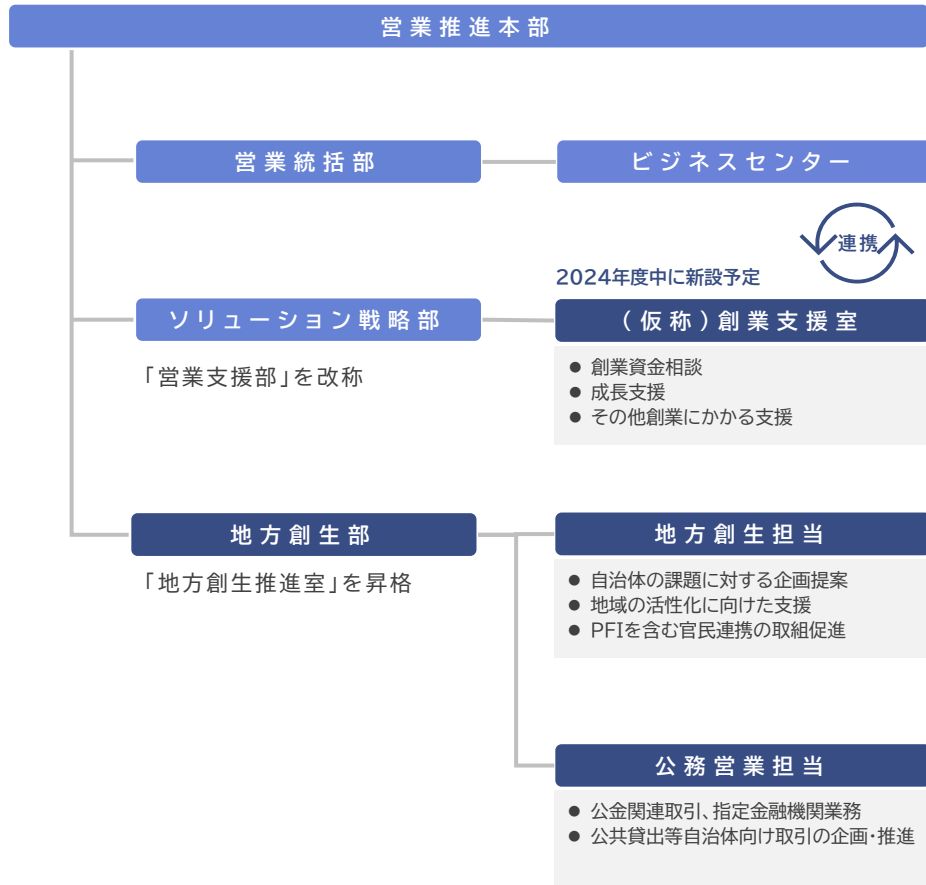 営業推進本部
営業統括部
ビジネスセンター
連携
2024年度中に新設予定
ソリューション戦略部
(仮称)創業支援室
「営業支援部」を改称
● 創業資金相談
● 成長支援
● その他創業にかかる支援
地方創生部
地方創生担当
「地方創生推進室」を昇格
● 自治体の課題に対する企画提案
● 地域の活性化に向けた支援
● PFIを含む官民連携の取組促進
公務営業担当
● 公金関連取引、指定金融機関業務
● 公共貸出等自治体向け取引の企画・推進